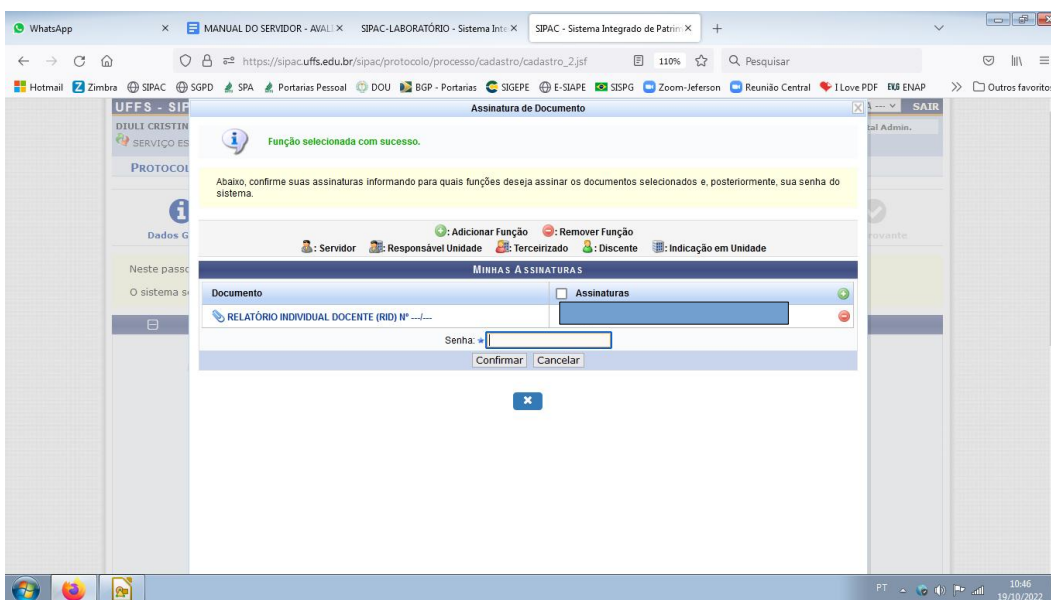 WhatsApp
MANUAL DO SERVIDOR - AVALI
SIPAC-LABORATÓRIO - Sistema Inte
SIPAC - Sistema Integrado de Patrim
https://sipac.uffs.edu.br/sipac/protocolo/processo/cadastro/cadastro_2.jsf
110%
Pesquisar
Hotmail Zimbra SIPAC SGPD SPA Portarias Pessoal DOU BGP - Portarias SIGEPE E-SIAPE SISPG Zoom-Jeferson Reunião Central I Love PDF ENAP Outros favoritos
UFFS - SIP
Assinatura de Documento
A --- SAIR
DIULI CRISTIN
tal Admin.
SERVIÇO ES
Função selecionada com sucesso.
PROTOCOL
Abaixo, confirme suas assinaturas informando para quais funções deseja assinar os documentos selecionados e, posteriormente, sua senha do
sistema.
Dados G
rovante
: Adicionar Função : Remover Função
: Servidor : Responsável Unidade : Terceirizado : Discente : Indicação em Unidade
Neste passo
MINHAS ASSINATURAS
O sistema s
Documento Assinaturas
RELATÓRIO INDIVIDUAL DOCENTE (RID) Nº ---/---
Senha:
Confirmar Cancelar
PT
10:46
19/10/2022